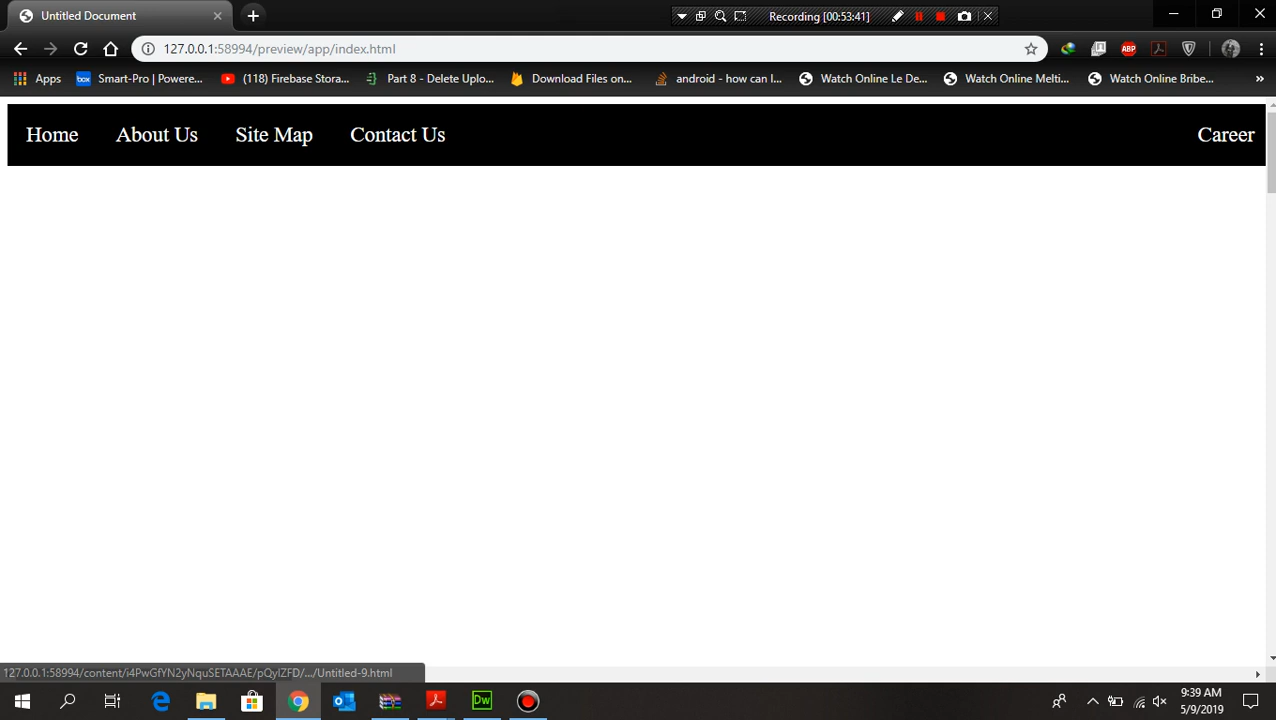 Untitled Document
Recording [00:53:41]
127.0.0.1:58994/preview/app/index.html
ABP
Apps
box
Smart-Pro | Powere...
(118) Firebase Stora...
Part 8 - Delete Uplo...
Download Files on...
android - how can I...
Watch Online Le De...
Watch Online Melti...
Watch Online Bribe...
Home
About Us
Site Map
Contact Us
Career
127.0.0.1:58994/content/i4PwGfYN2yNquSETAAAE/pQylZFD/.../Untitled-9.html
Dw
9:39 AM
5/9/2019